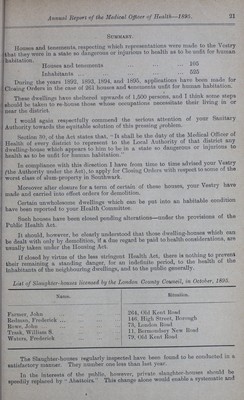 Annual Report of the Medical Officer of Health—1895.   21
SUMMARY.
Houses and tenements, respecting which representations were made to the Vestry
that they were in a state so dangerous or injurious to health as to be unfit for human
habitation.
Houses and tenements ... ... ... 105
Inhabitants ... ... ... ... 525
During the years 1892, 1893, 1894, and 1895, applications have been made for
Closing Orders in the case of 261 houses and tenements unfit for human habitation.
These dwellings have sheltered upwards of 1,500 persons, and I think some steps
should be taken to re-house those whose occupations necessitate their living in or
near the district.
I would again respectfully commend the serious attention of your Sanitary
Authority towards the equitable solution of this pressing problem.
Section 30, of the Act states that, "It shall be the duty of the Medical Officer of
Health of every district to represent to the Local Authority of that district any
dwelling-house which appears to him to be in a state so dangerous or injurious to
health as to be unfit for human habitation."
In compliance with this direction I have from time to time advised your Vestry
(the Authority under the Act), to apply for Closing Orders with respect to some of the
worst class of slum-property in Southwark.
Moreover after closure for a term of certain of these houses, your Vestry have
made and carried into effect orders for demolition.
Certain unwholesome dwellings which can be put into an habitable condition
have been reported to your Health Committee.
Such houses have been closed pending alterations—under the provisions of the
Public Health Act.
It should, however, be clearly understood that those dwelling-houses which can
be dealt with only by demolition, if a due regard be paid to health considerations, are
usually taken under the Housing Act.
If closed by virtue of the less stringent Health Act, there is nothing to prevent
their remaining a standing danger, for an indefinite period, to the health of the
Inhabitants of the neighbouring dwellings, and to the public generally.
List of Slaughter-houses licensed by the London County Council, in October, 1895.
Name.   Situation.
Farmer, John ... 264, Old Kent Road
Frederick ... 146, High Street, Borough
Rowe, John ... 75, London Road
William S. ... 11, Bermondsey New Road
Waters, Frederick ... 79, Old Kent Road
The Slaughter-houses regularly inspected have been found to be conducted in a
satisfactory manner. They number one less than last year.
In the interests of the public, however, private slaughter-houses should be
speedily replaced by "Abattoirs." This change alone would enable a systematic and